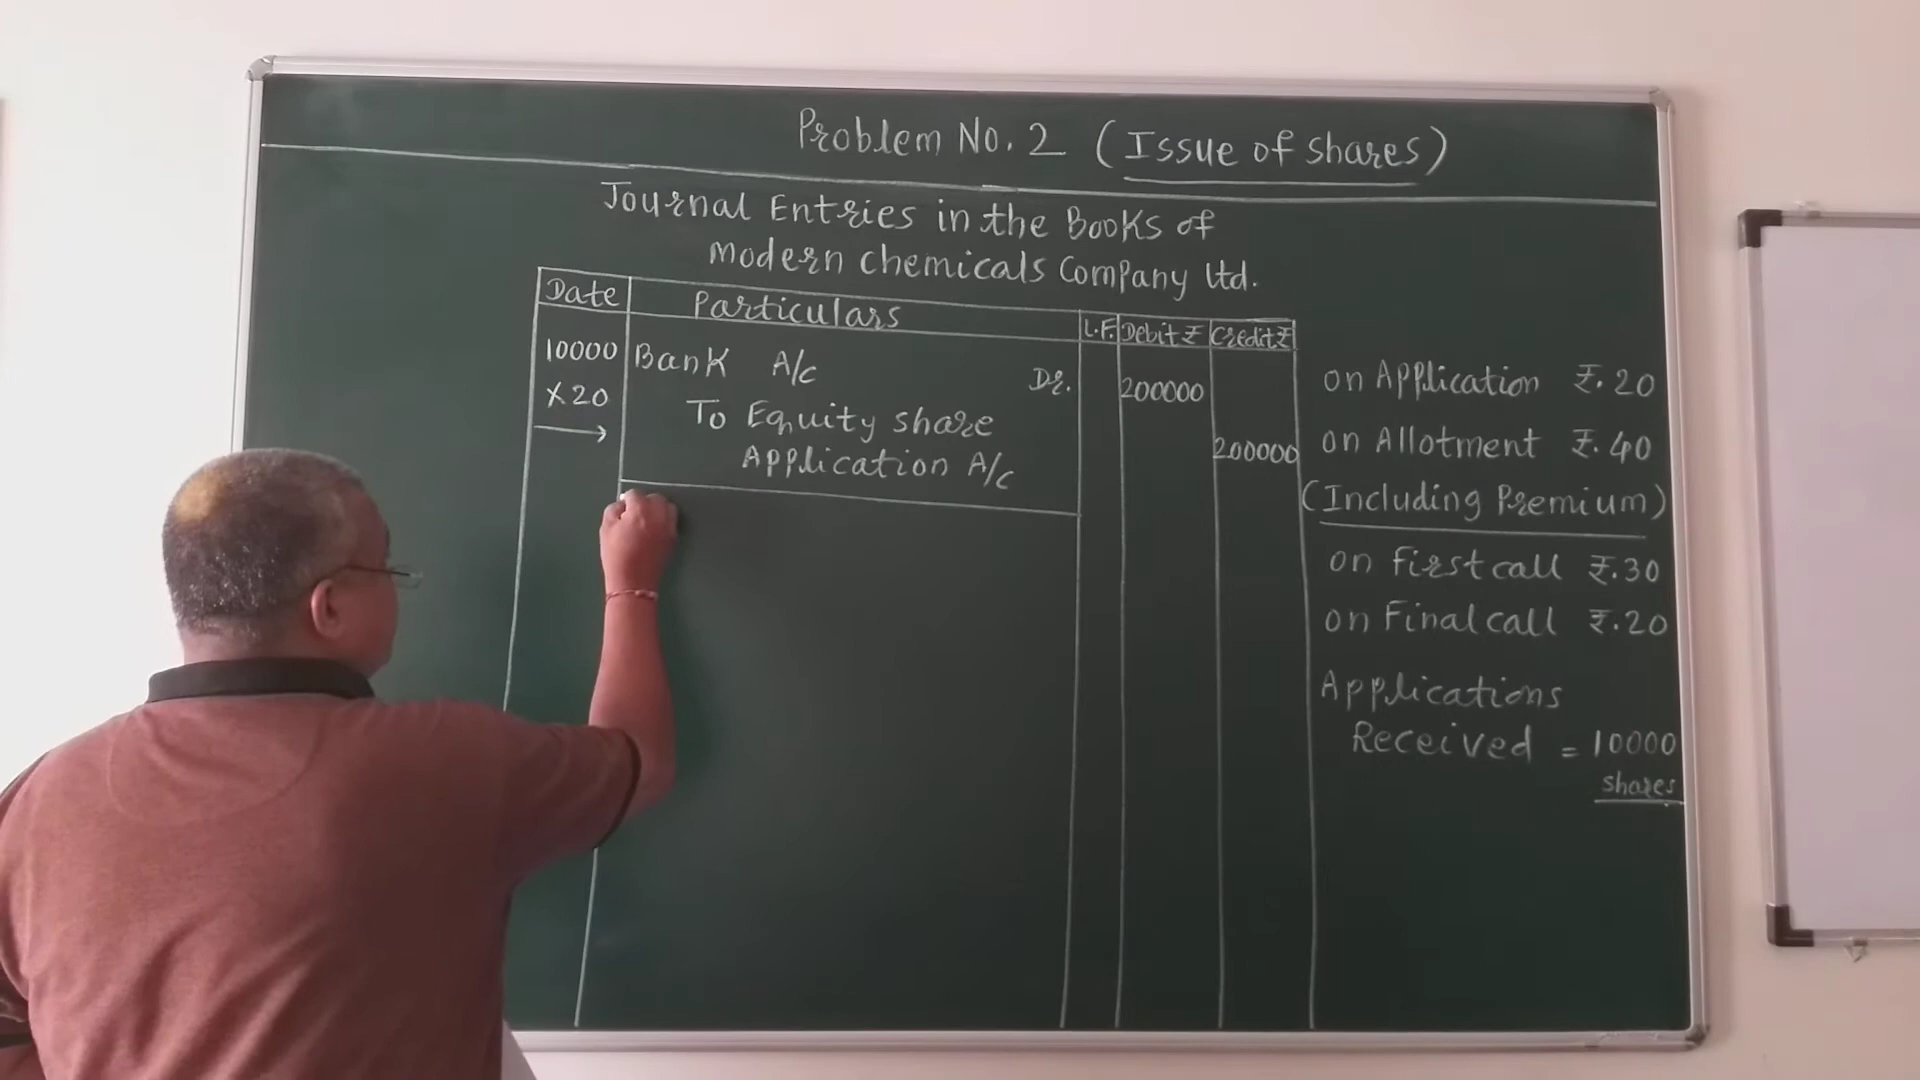 Problem No. 2 (Issue of shares)
Journal Entries in the Books of
Modern Chemicals Company Ltd.
Date Particulars L.F. Debit ₹ Credit ₹
10000 Bank A/c Dr. 200000
X20 To Equity share
Application A/c 200000
on Application ₹.20
on Allotment ₹.40
(Including Premium)
on First call ₹.30
on Final call ₹.20
Applications
Received = 10000
shares